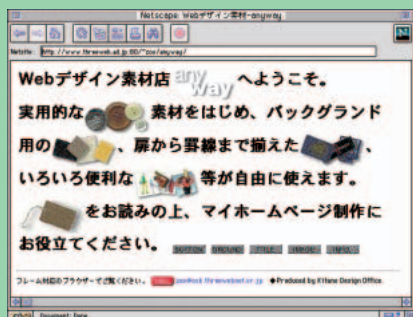 Netscape: Webデザイン素材-anyway
Netsite:
Webデザイン素材店 any way へようこそ。
実用的な 素材をはじめ、バックグランド
用の 、扉から罫線まで揃えた 、
いろいろ便利な 等が自由に使えます。
をお読みの上、マイホームページ制作に
お役立てください。
フレーム対応のブラウザーでご覧ください。 ◆Produced by Kitane Design Office
Document: Done.